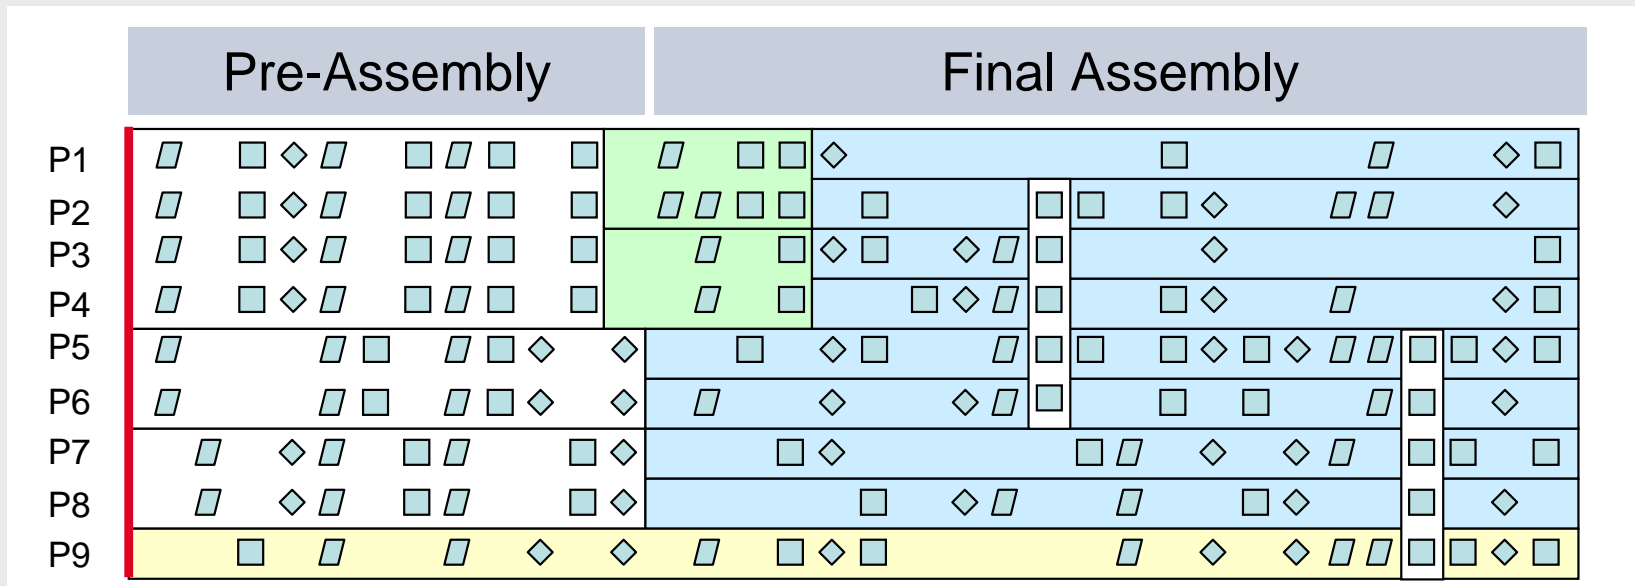 Pre-Assembly
Final Assembly
P1
P2
P3
P4
P5
P6
P7
P8
P9